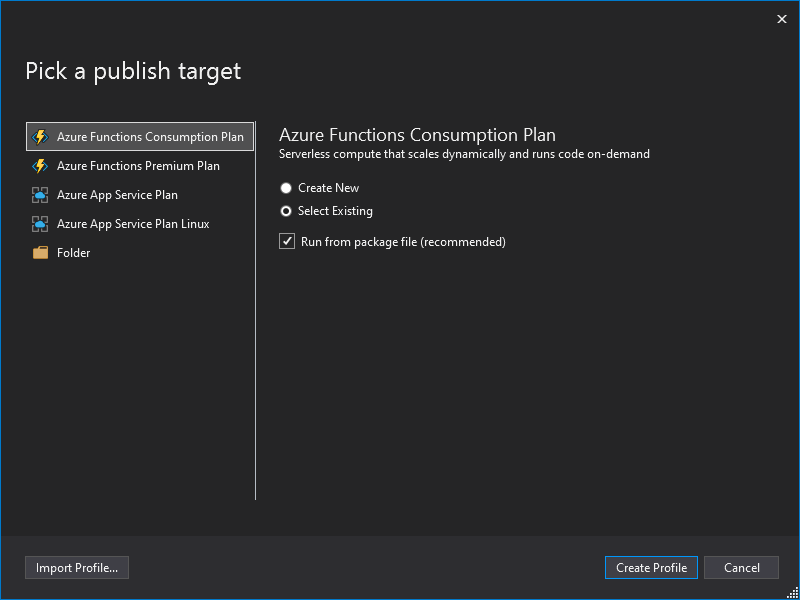 Pick a publish target
Azure Functions Consumption Plan
Azure Functions Premium Plan
Azure App Service Plan
Azure App Service Plan Linux
Folder
Azure Functions Consumption Plan
Serverless compute that scales dynamically and runs code on-demand
Create New
Select Existing
Run from package file (recommended)
Import Profile...
Create Profile
Cancel